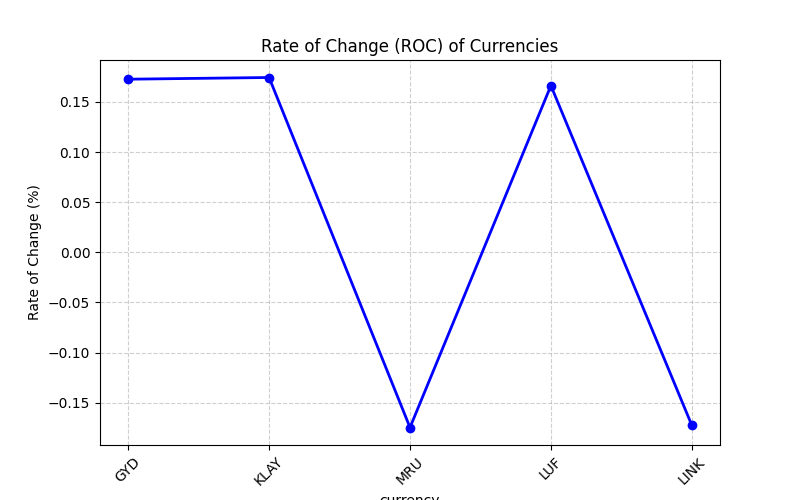 Rate of Change (ROC) of Currencies
Rate of Change (%)
0.15
0.10
0.05
0.00
−0.05
−0.10
−0.15
GYD
KLAY
MRU
LUF
LINK
currency